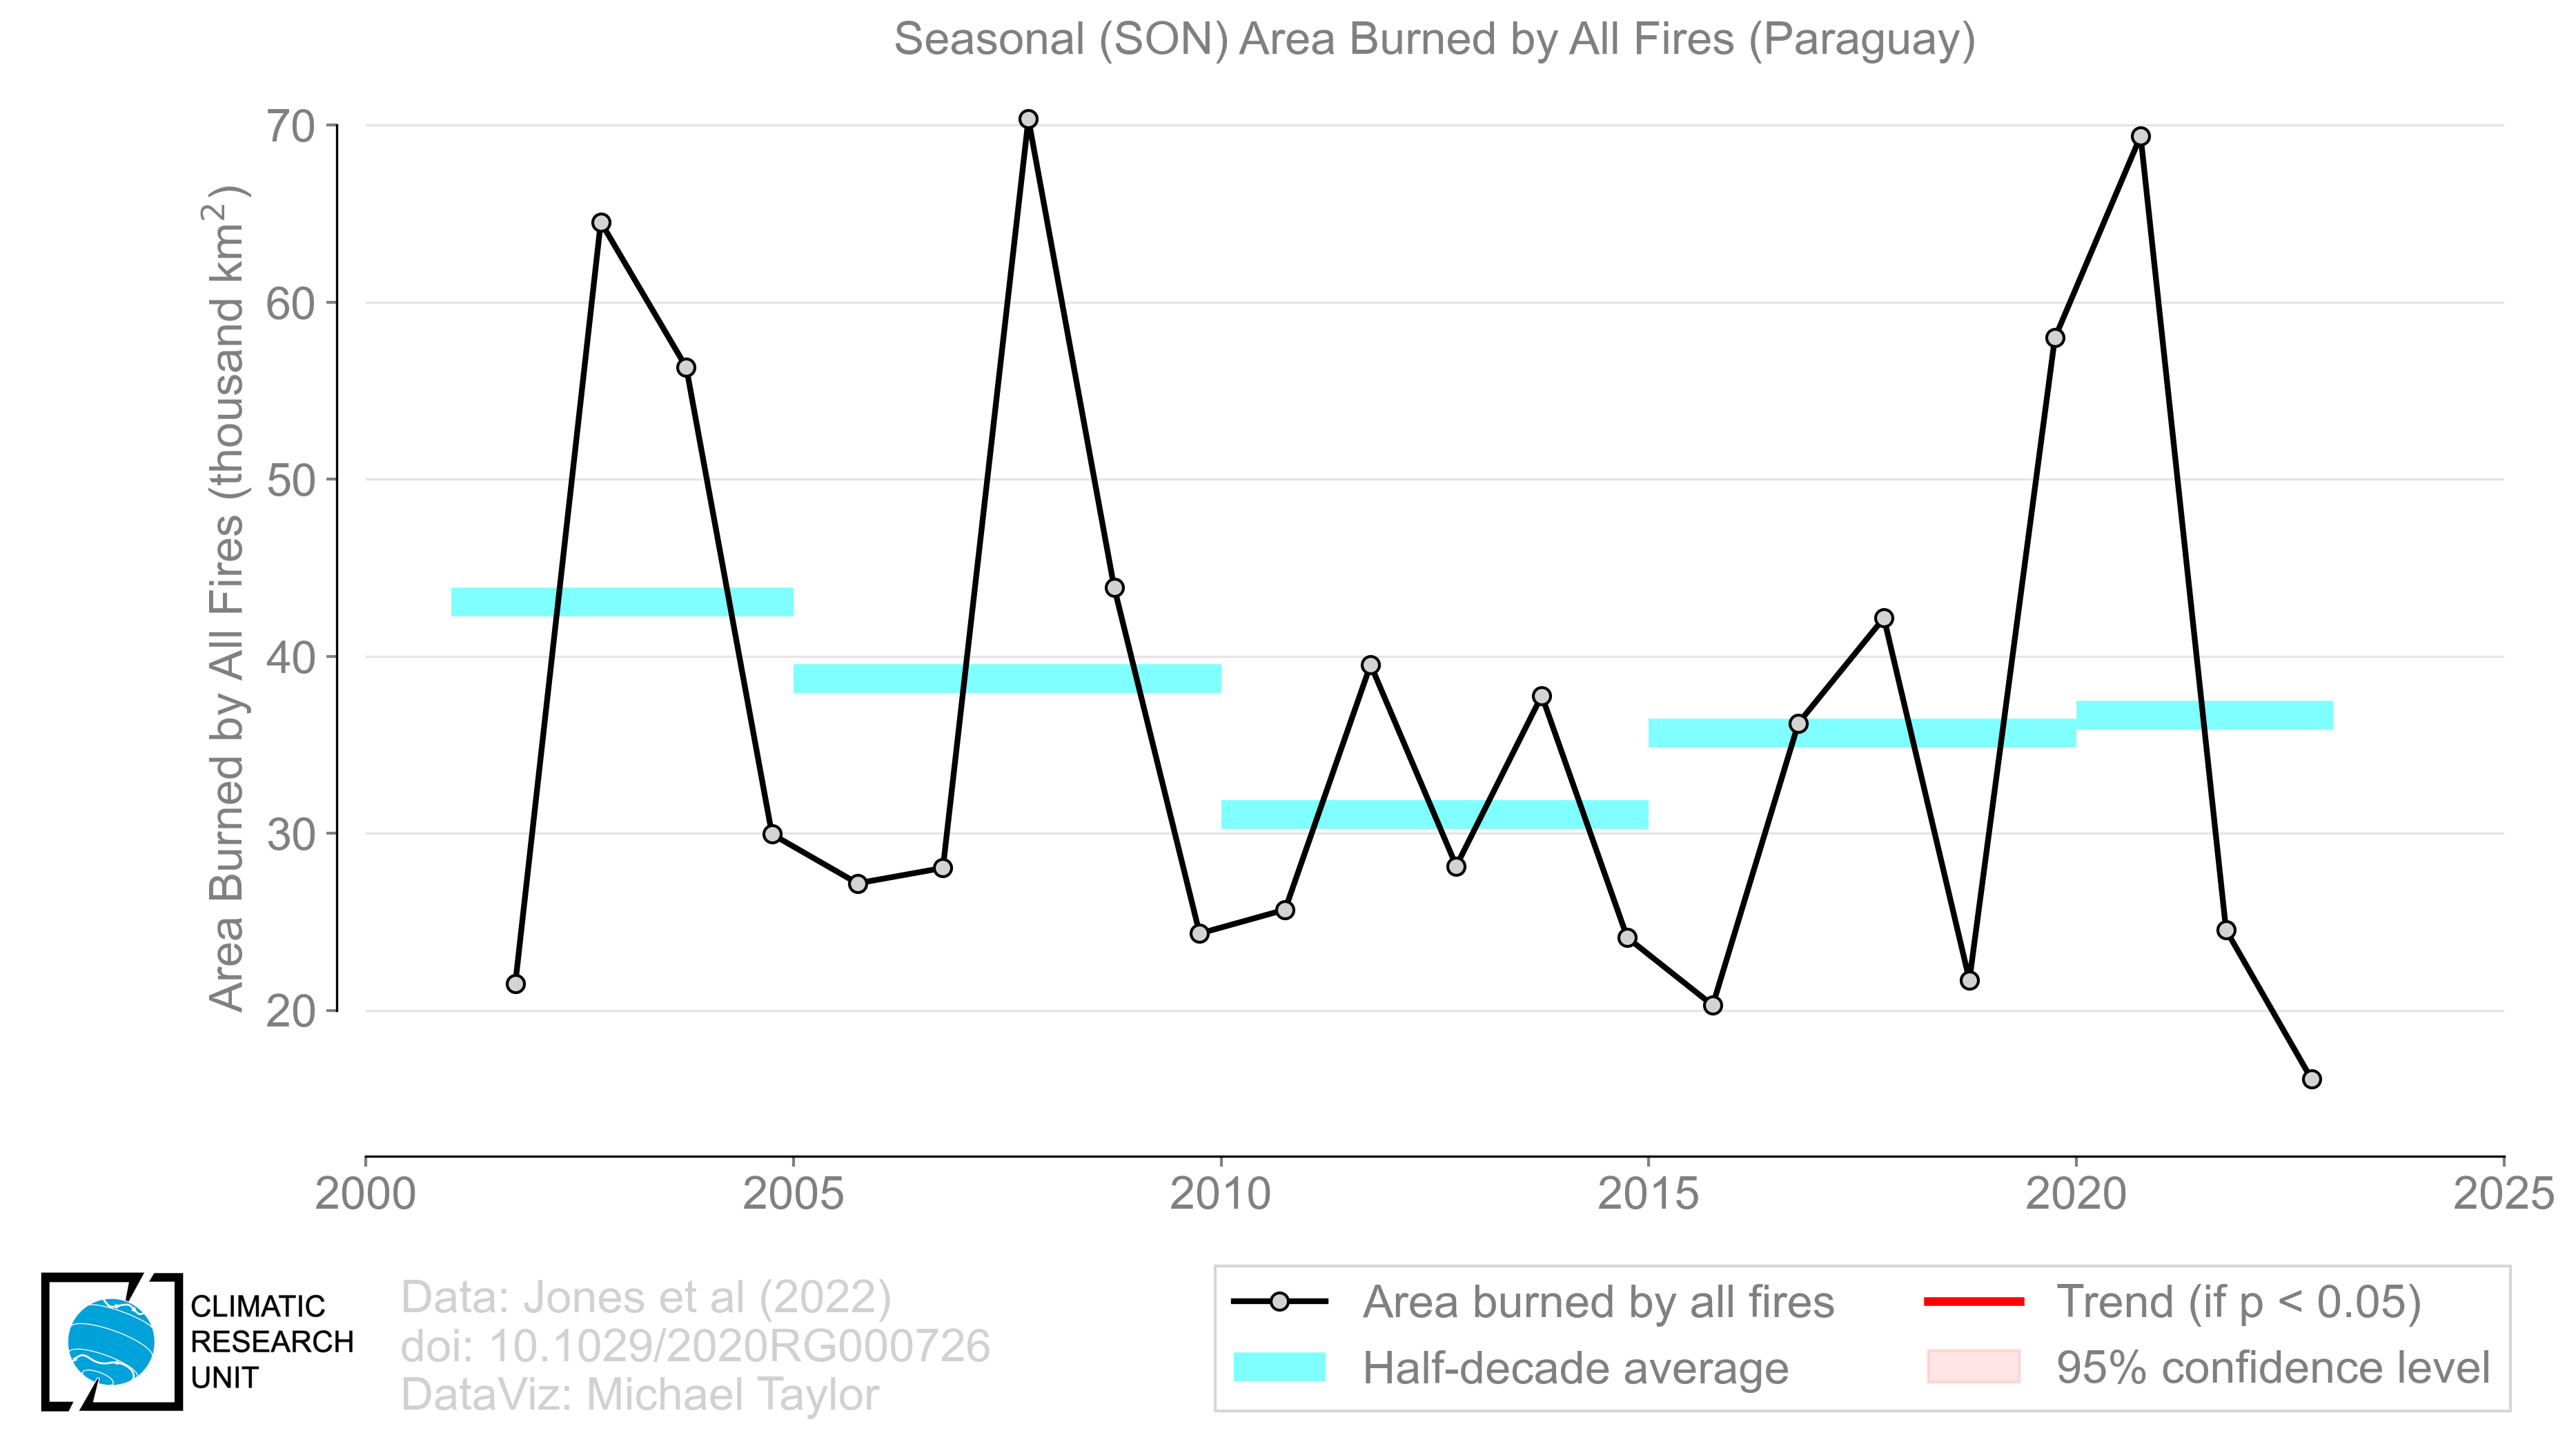 Seasonal (SON) Area Burned by All Fires (Paraguay)
Area Burned by All Fires (thousand km²)
70
60
50
40
30
20
2000
2005
2010
2015
2020
2025
CLIMATIC
RESEARCH
UNIT
Data: Jones et al (2022)
doi: 10.1029/2020RG000726
DataViz: Michael Taylor
Area burned by all fires
Half-decade average
Trend (if p < 0.05)
95% confidence level